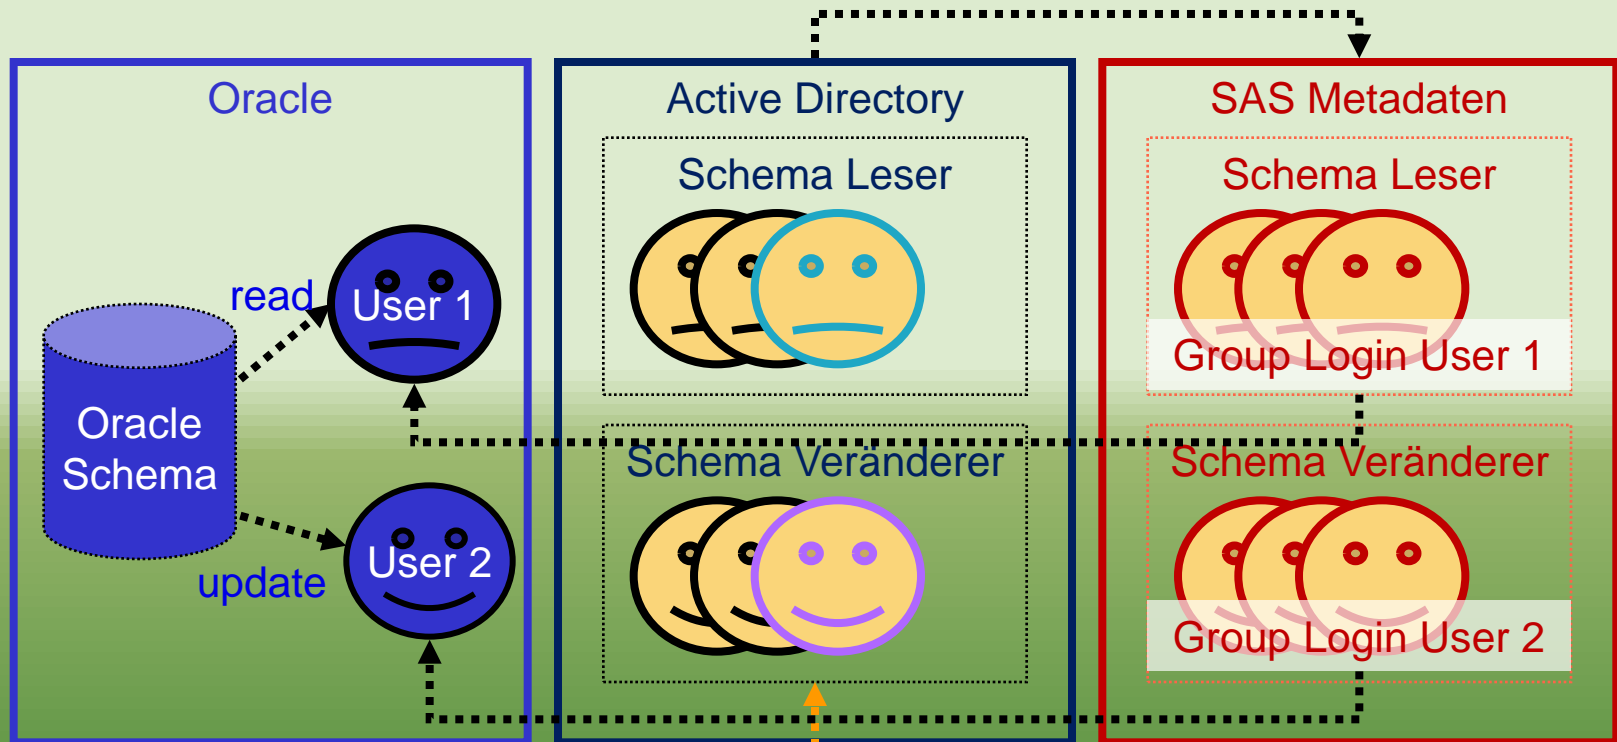 Oracle
read
User 1
Oracle
Schema
User 2
update
Active Directory
Schema Leser
Schema Veränderer
SAS Metadaten
Schema Leser
Group Login User 1
Schema Veränderer
Group Login User 2